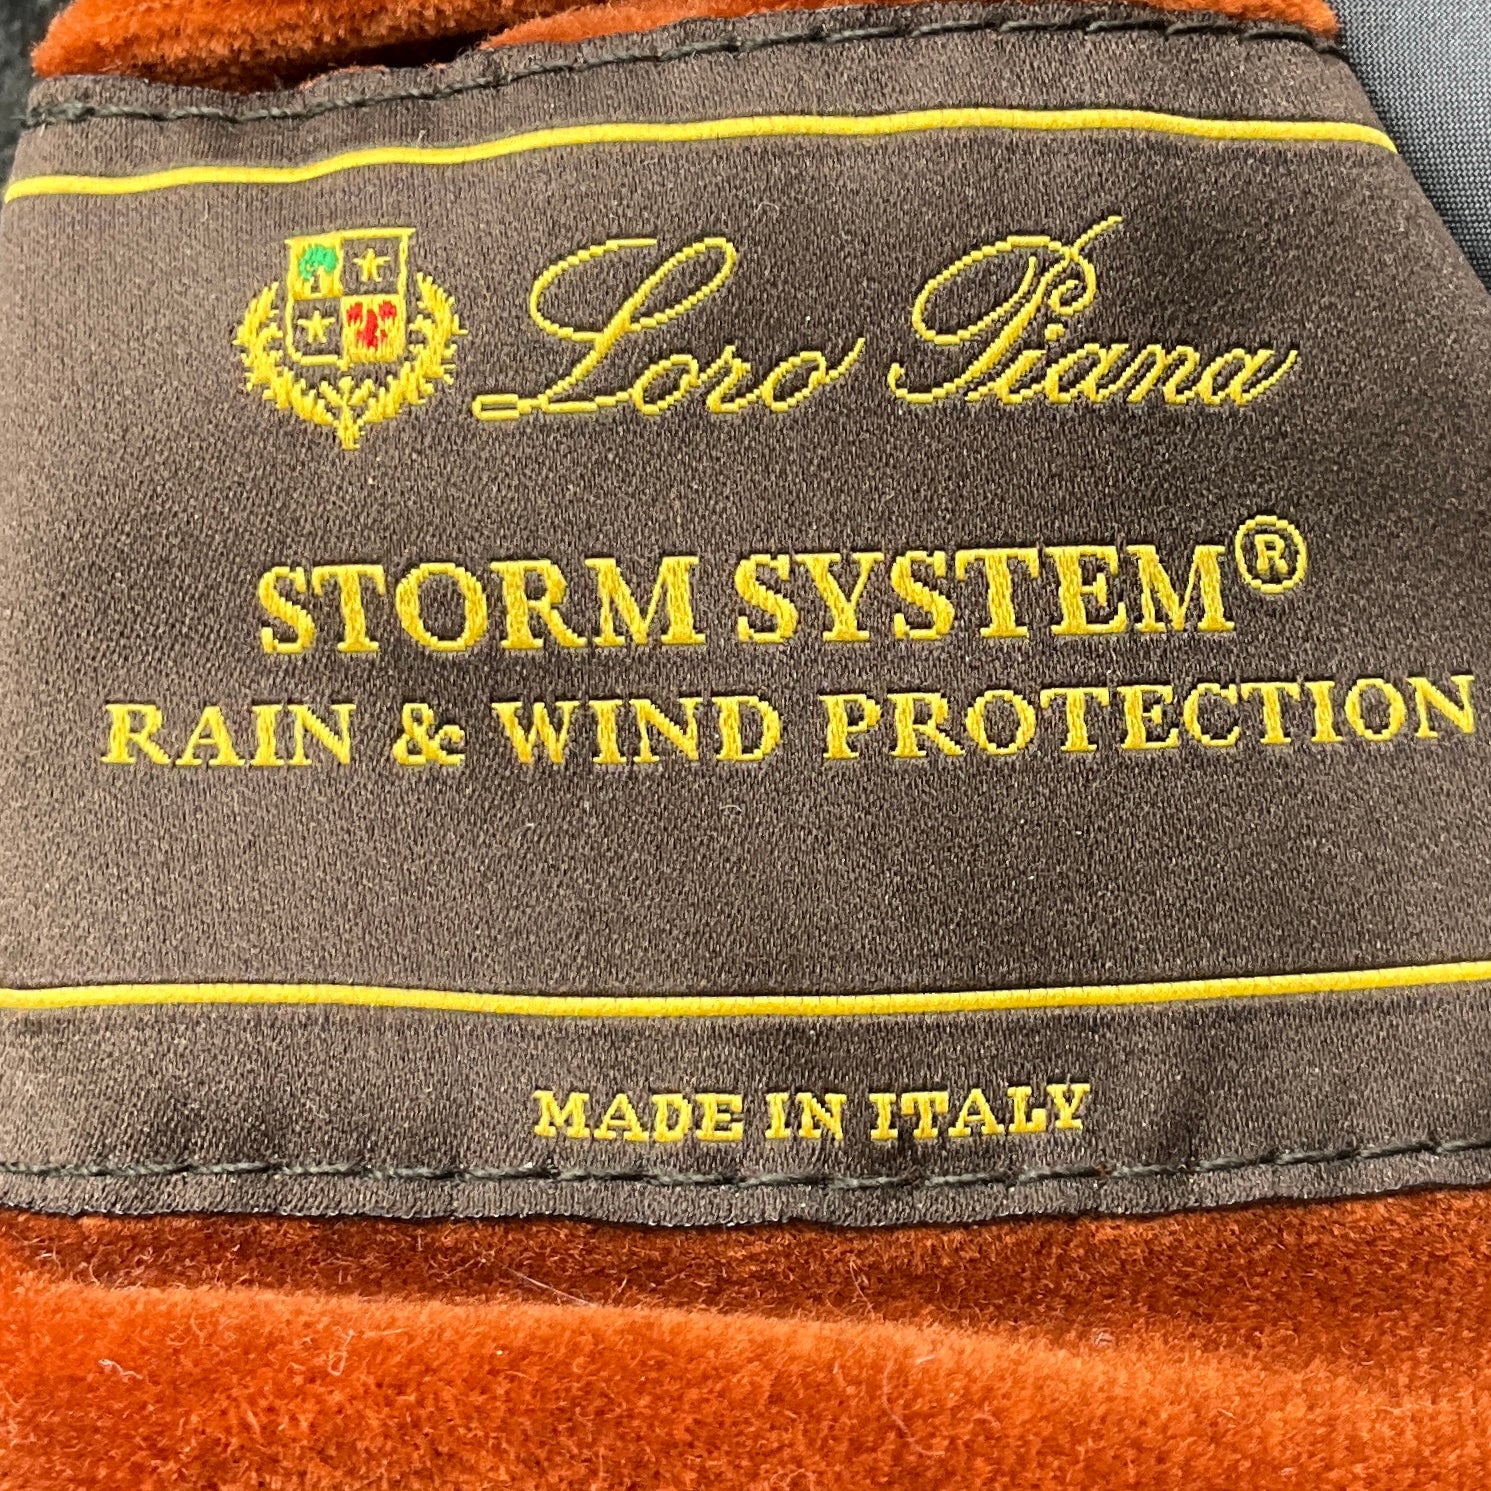 Loro Piana
STORM SYSTEM®
RAIN & WIND PROTECTION
MADE IN ITALY